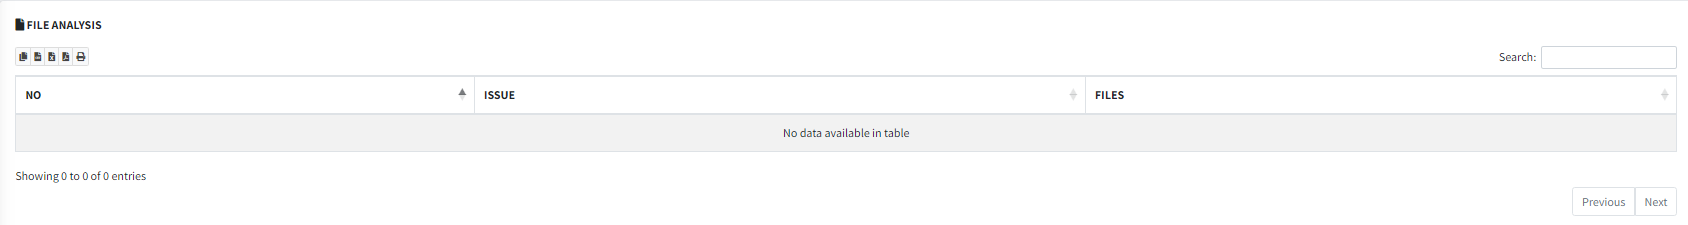 FILE ANALYSIS
Search:
NO ISSUE FILES
No data available in table
Showing 0 to 0 of 0 entries
Previous Next